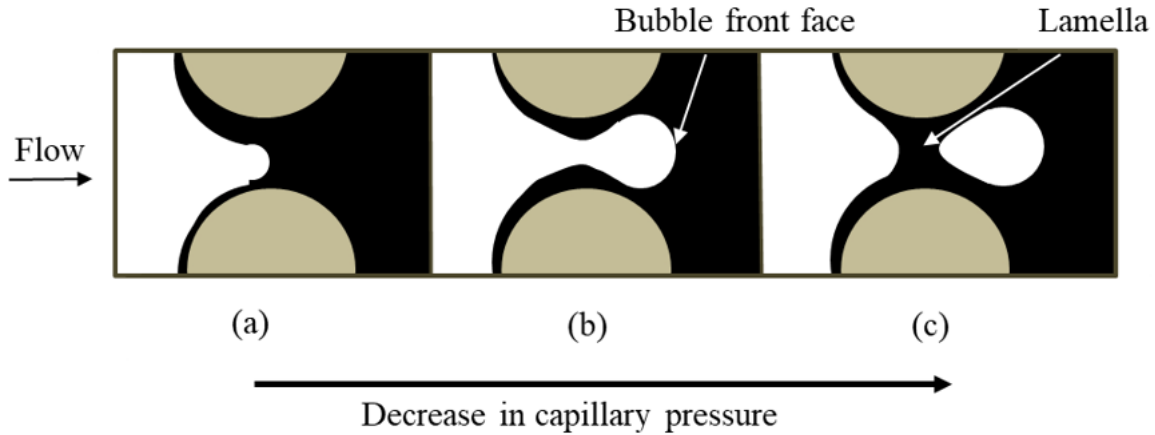 Bubble front face
Lamella
Flow
(a)
(b)
(c)
Decrease in capillary pressure